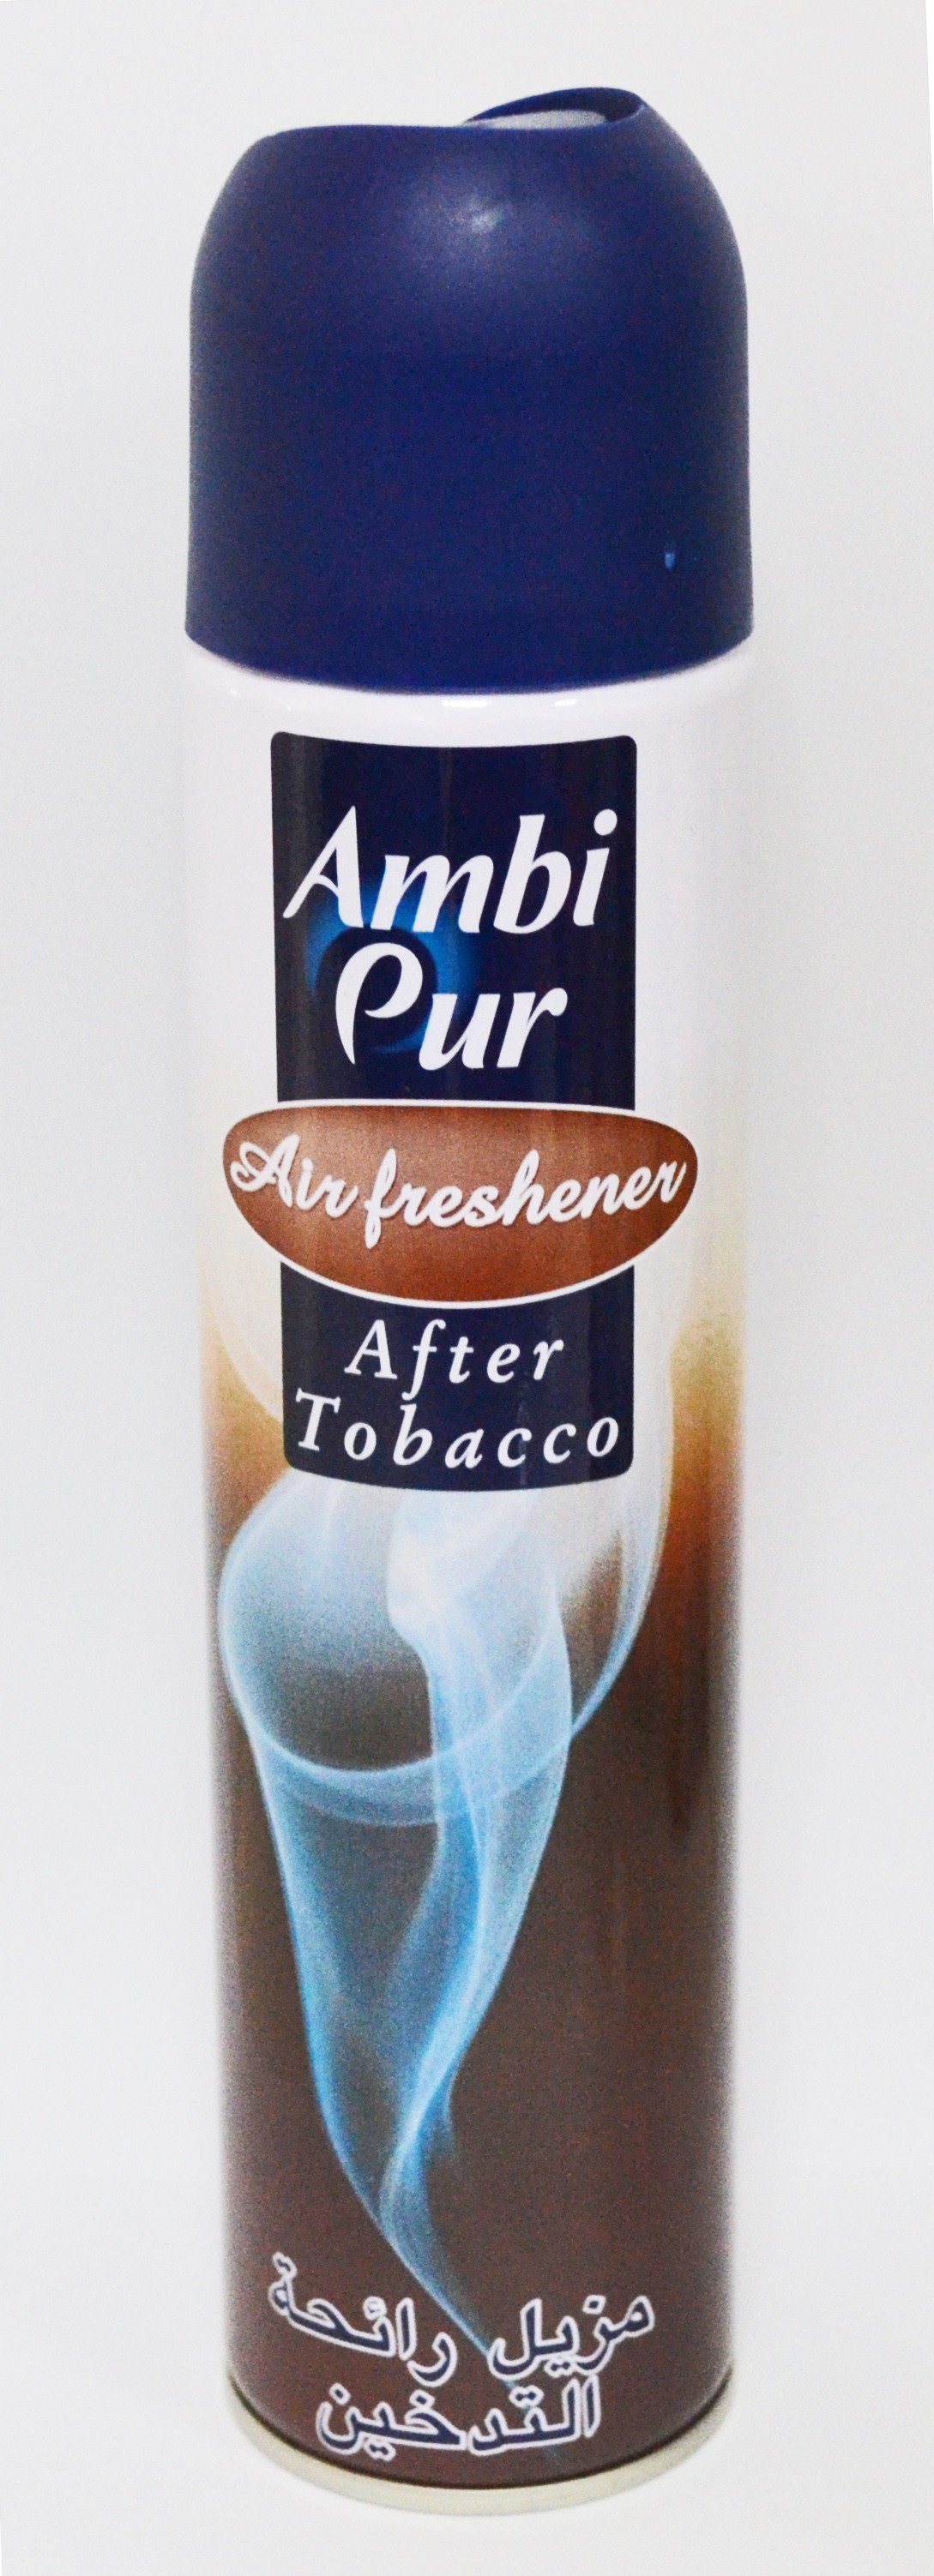 Ambi
Pur
Air freshener
After
Tobacco
مزيل رائحة
التدخين